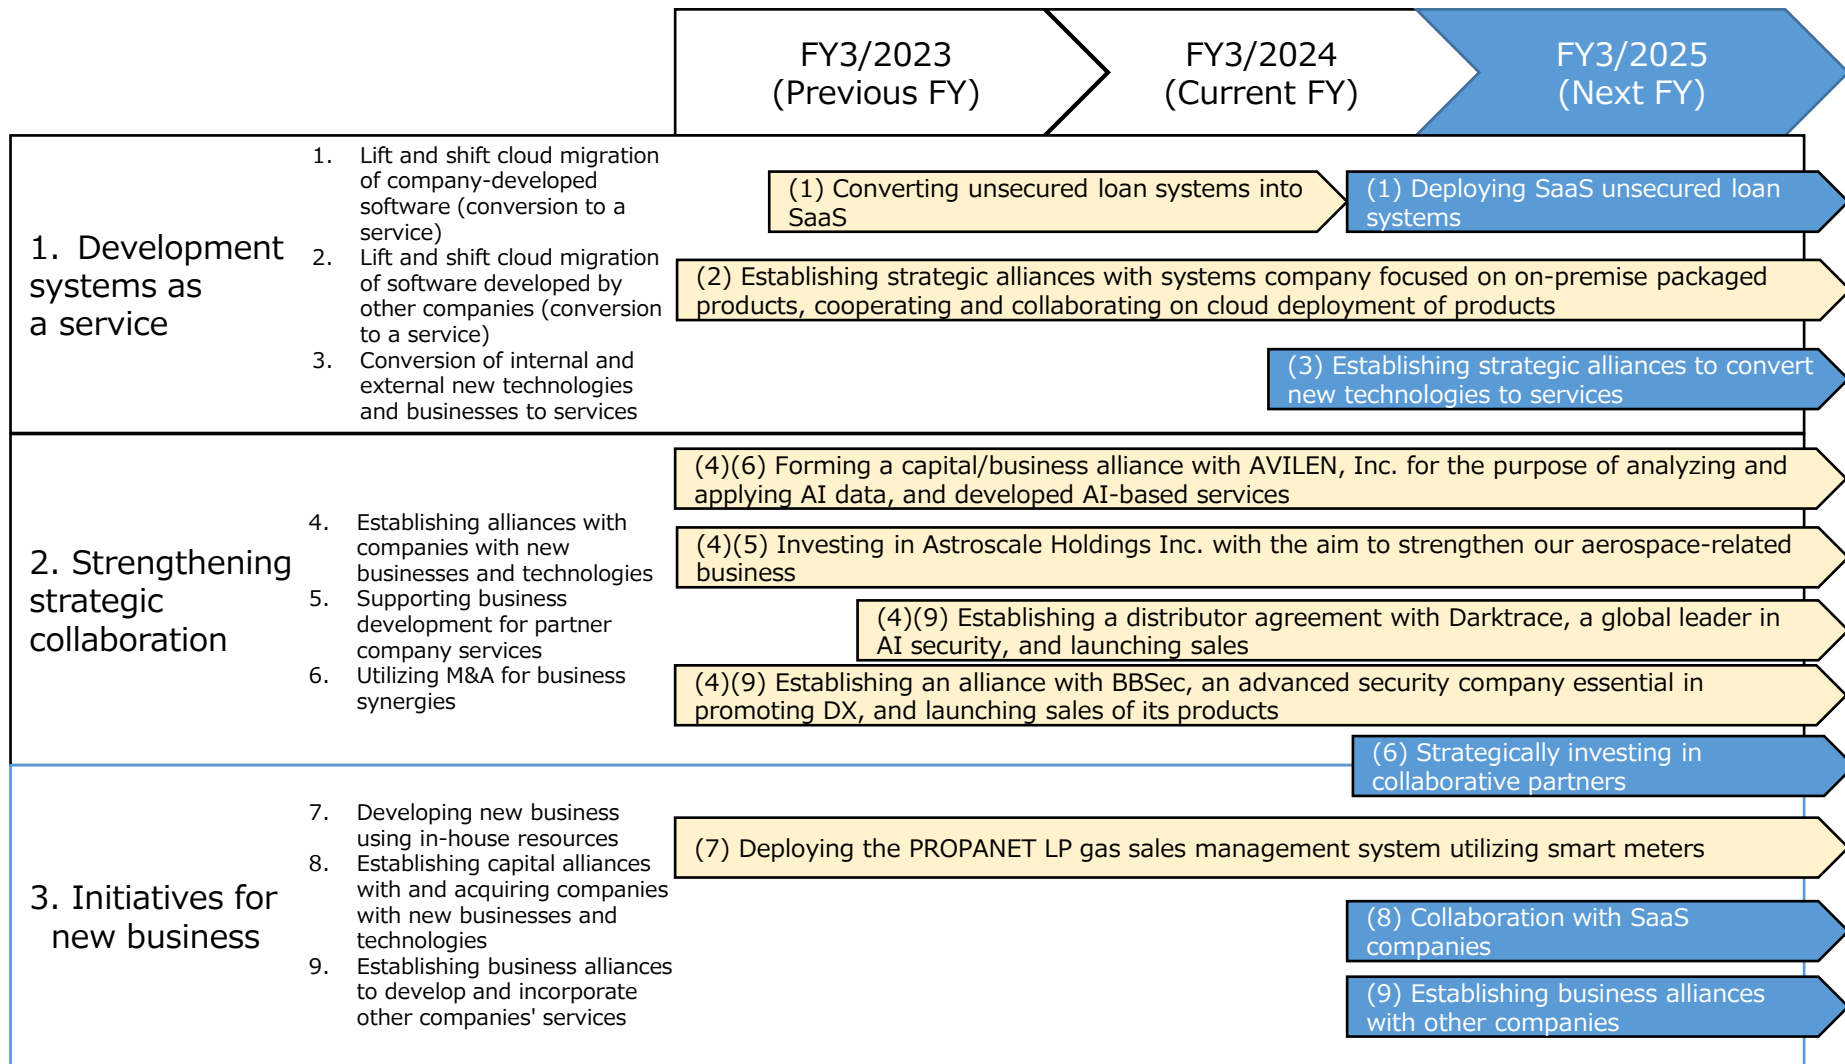 FY3/2023
(Previous FY)
FY3/2024
(Current FY)
FY3/2025
(Next FY)
1. Development
systems as
a service
1. Lift and shift cloud migration
of company-developed
software (conversion to a
service)
2. Lift and shift cloud migration
of software developed by
other companies (conversion
to a service)
3. Conversion of internal and
external new technologies
and businesses to services
(1) Converting unsecured loan systems into
SaaS
(1) Deploying SaaS unsecured loan
systems
(2) Establishing strategic alliances with systems company focused on on-premise packaged
products, cooperating and collaborating on cloud deployment of products
(3) Establishing strategic alliances to convert
new technologies to services
2. Strengthening
strategic
collaboration
4. Establishing alliances with
companies with new
businesses and technologies
5. Supporting business
development for partner
company services
6. Utilizing M&A for business
synergies
(4)(6) Forming a capital/business alliance with AVILEN, Inc. for the purpose of analyzing and
applying AI data, and developed AI-based services
(4)(5) Investing in Astroscale Holdings Inc. with the aim to strengthen our aerospace-related
business
(4)(9) Establishing a distributor agreement with Darktrace, a global leader in
AI security, and launching sales
(4)(9) Establishing an alliance with BBSec, an advanced security company essential in
promoting DX, and launching sales of its products
(6) Strategically investing in
collaborative partners
3. Initiatives for
new business
7. Developing new business
using in-house resources
8. Establishing capital alliances
with and acquiring companies
with new businesses and
technologies
9. Establishing business alliances
to develop and incorporate
other companies' services
(7) Deploying the PROPANET LP gas sales management system utilizing smart meters
(8) Collaboration with SaaS
companies
(9) Establishing business alliances
with other companies